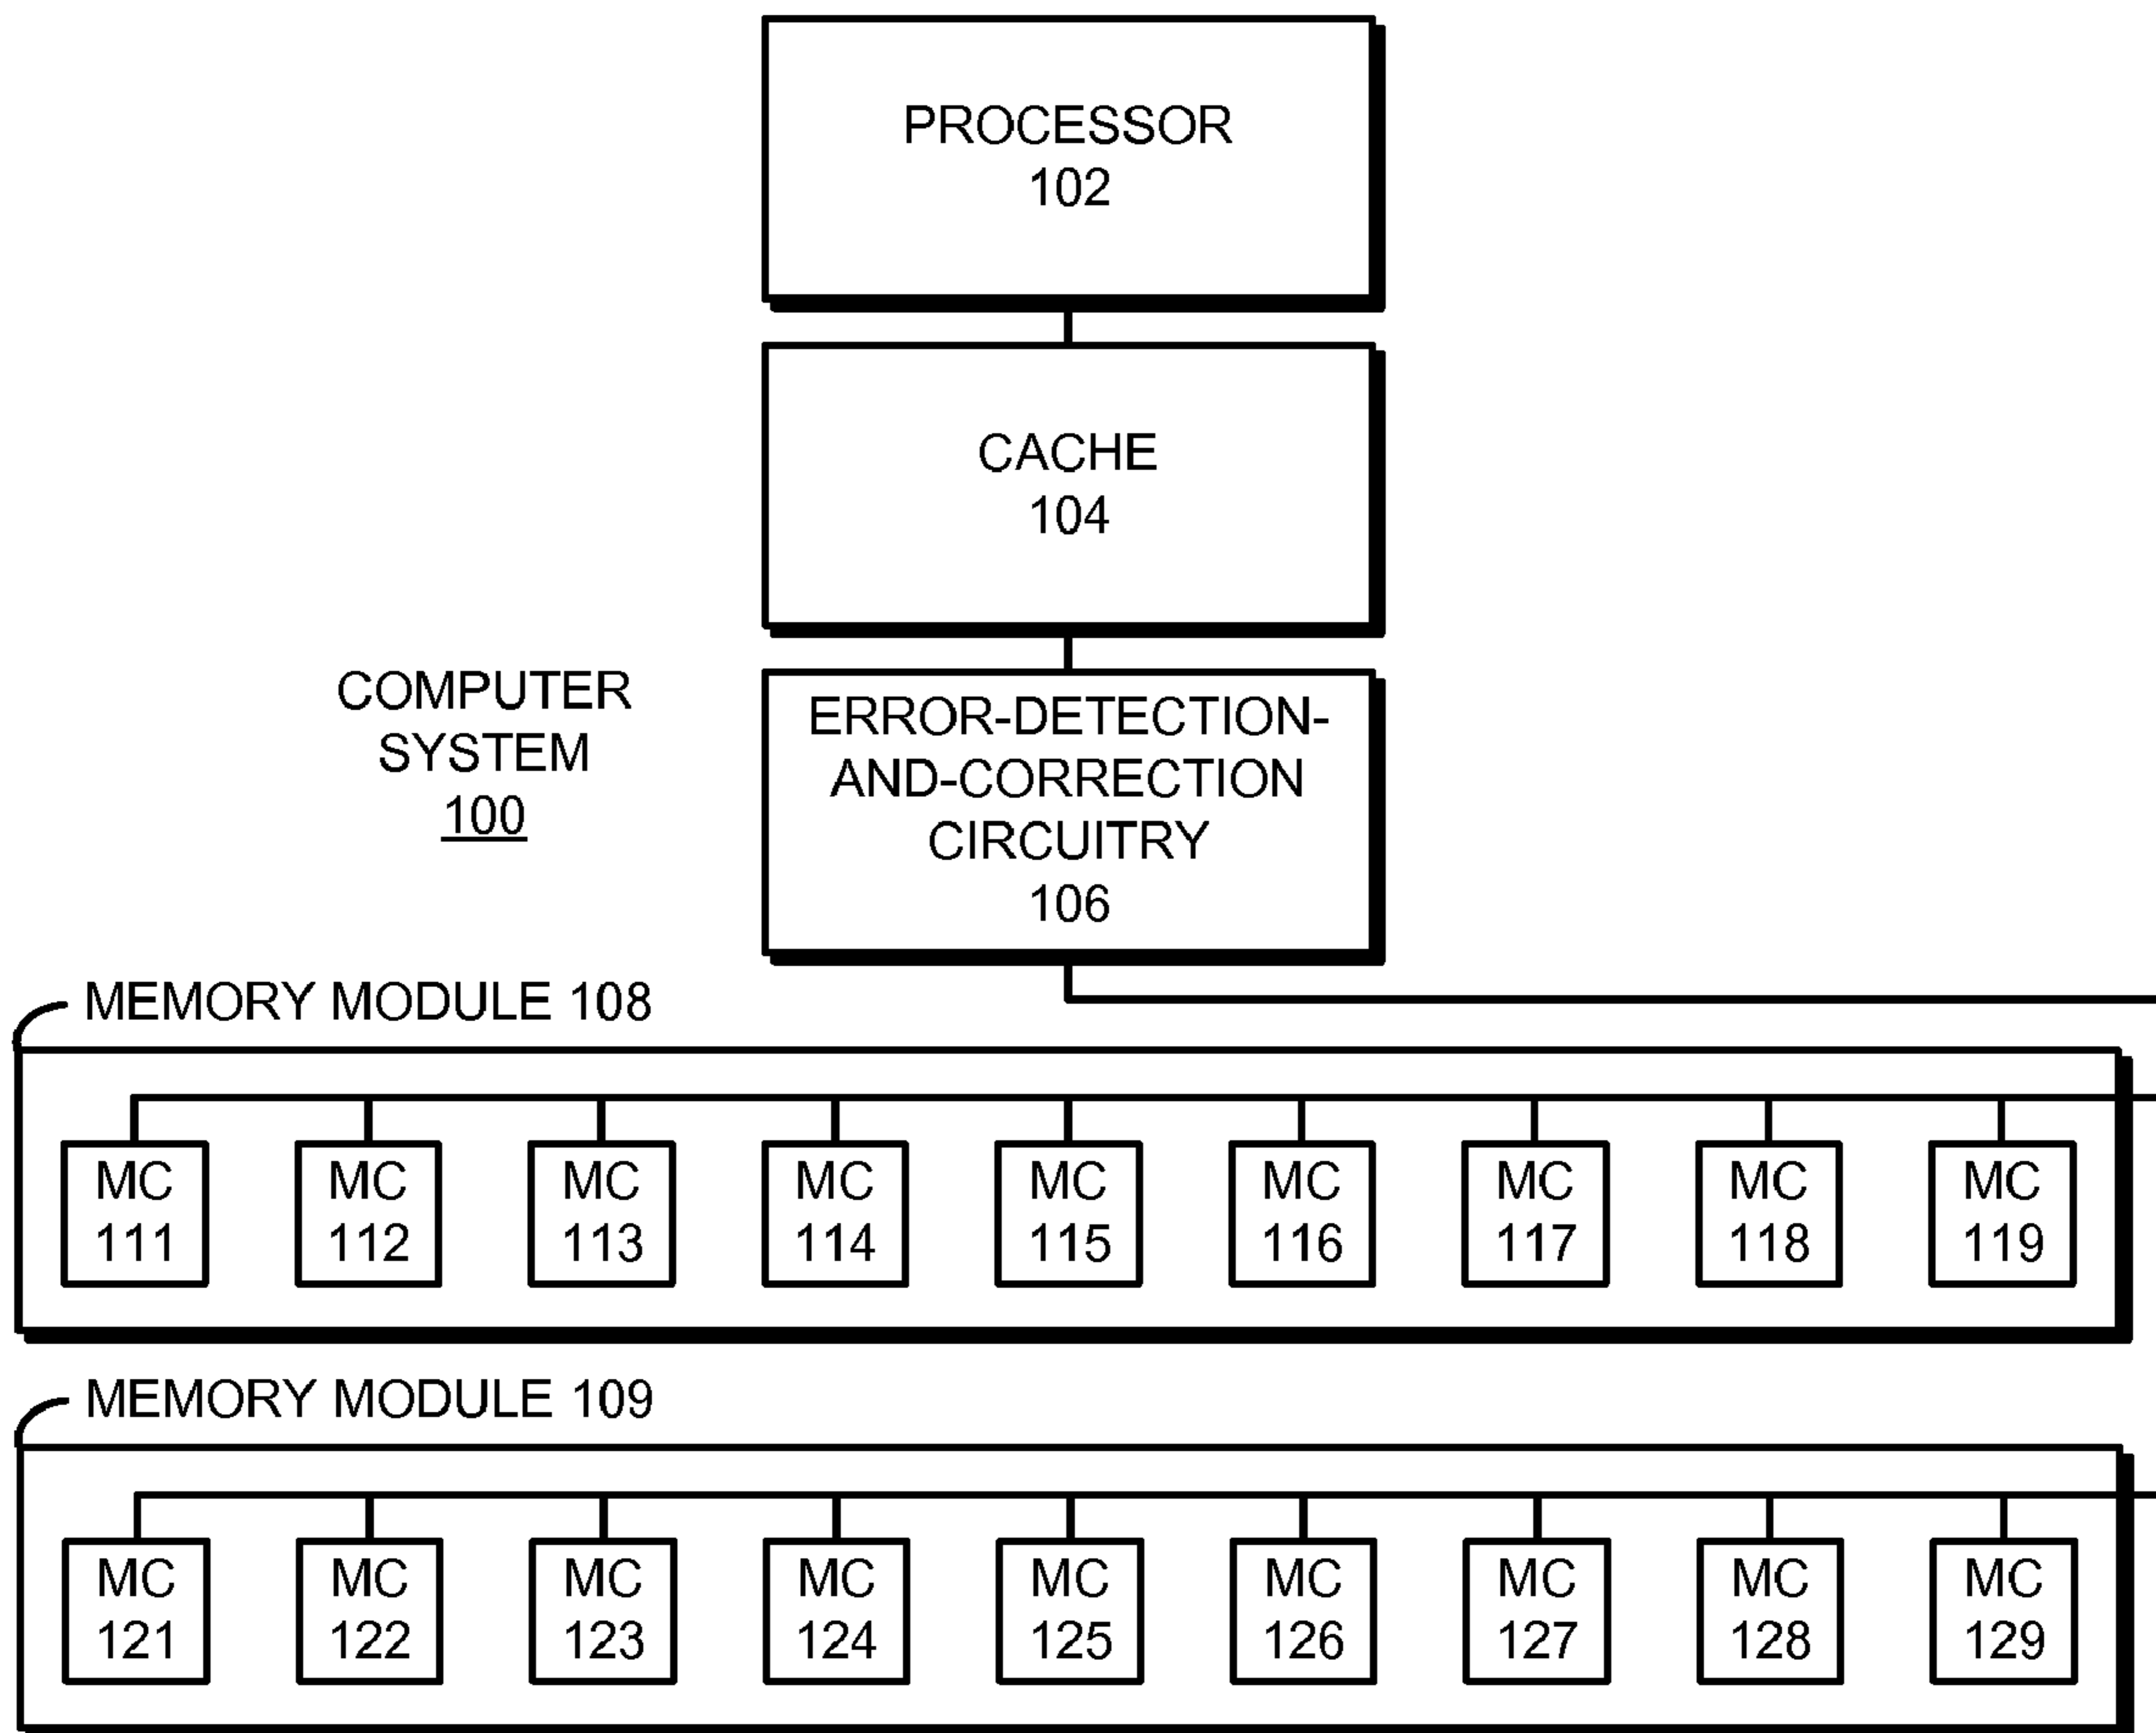 PROCESSOR
102
CACHE
104
COMPUTER
SYSTEM
100
ERROR-DETECTION-
AND-CORRECTION
CIRCUITRY
106
MEMORY MODULE 108
MC MC MC MC MC MC MC MC MC
111 112 113 114 115 116 117 118 119
MEMORY MODULE 109
MC MC MC MC MC MC MC MC MC
121 122 123 124 125 126 127 128 129